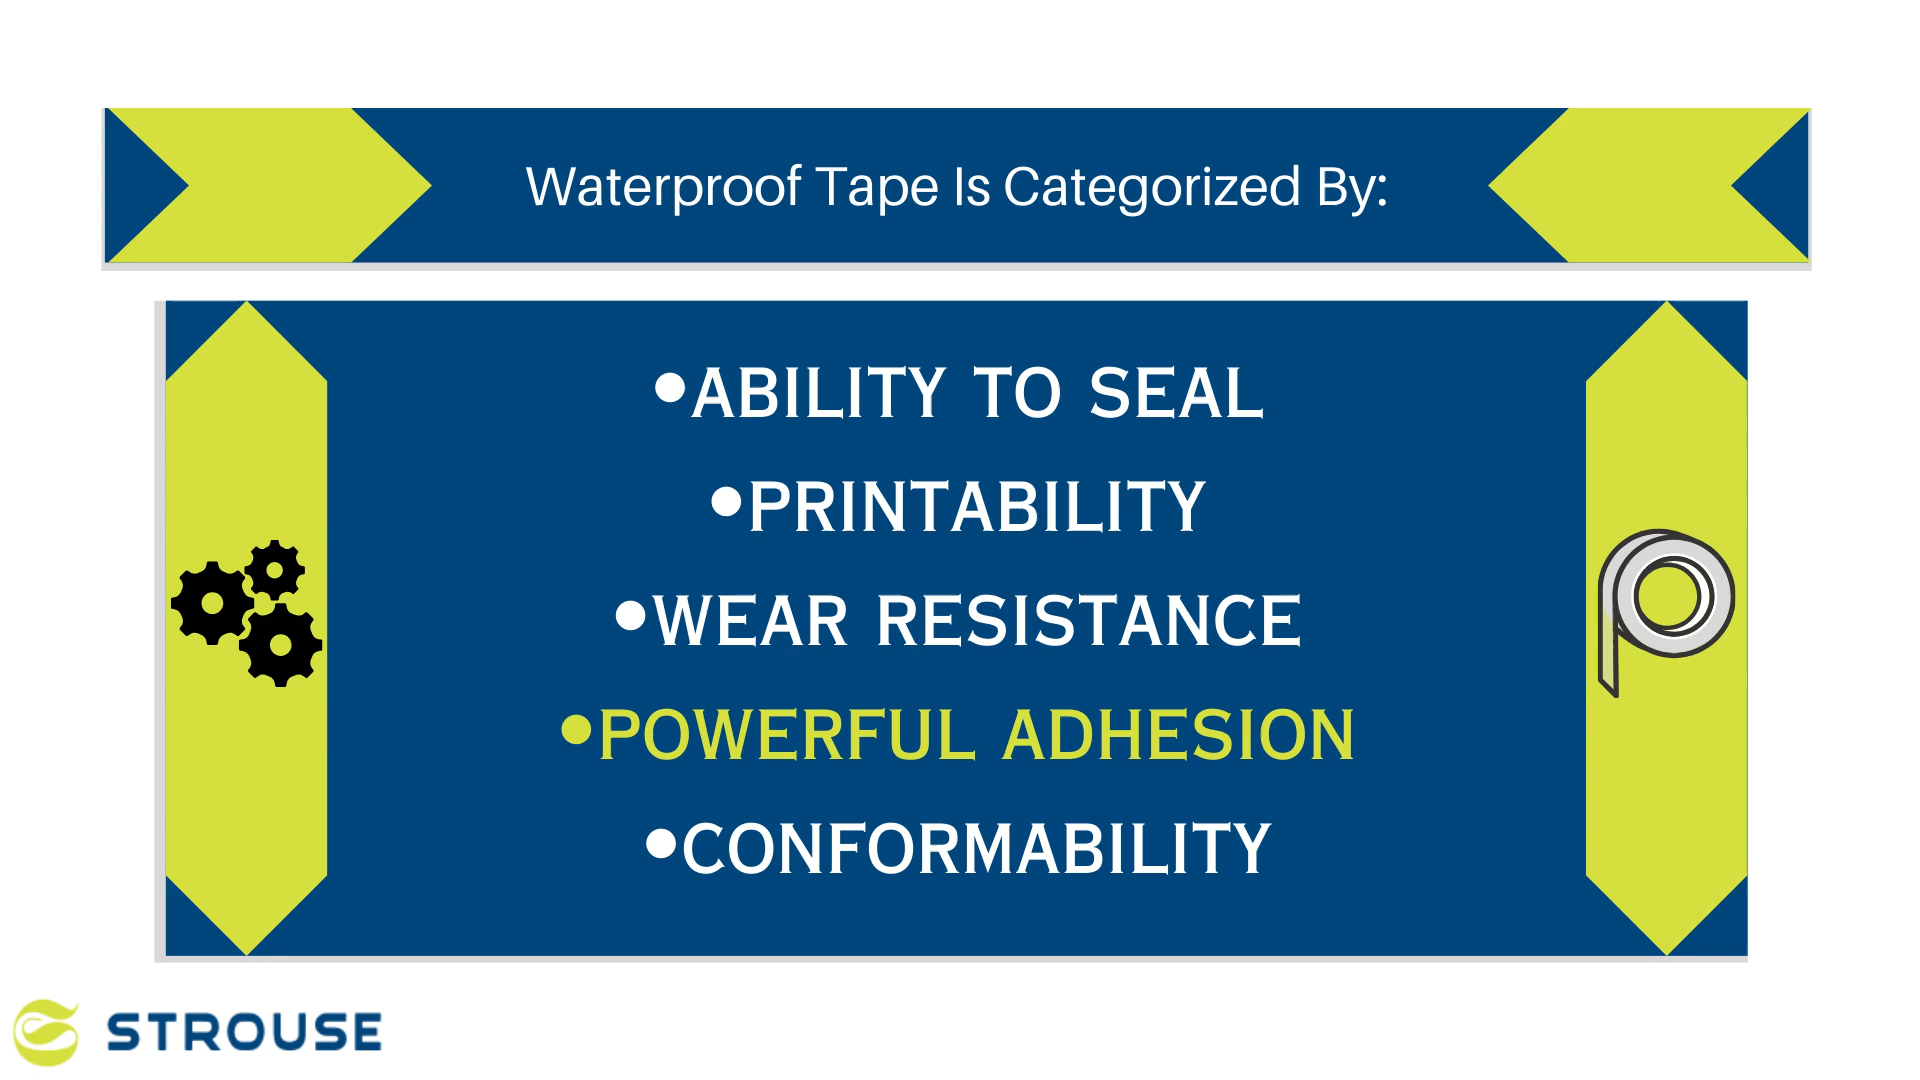 Waterproof Tape Is Categorized By:
•ABILITY TO SEAL
•PRINTABILITY
•WEAR RESISTANCE
•POWERFUL ADHESION
•CONFORMABILITY
STROUSE